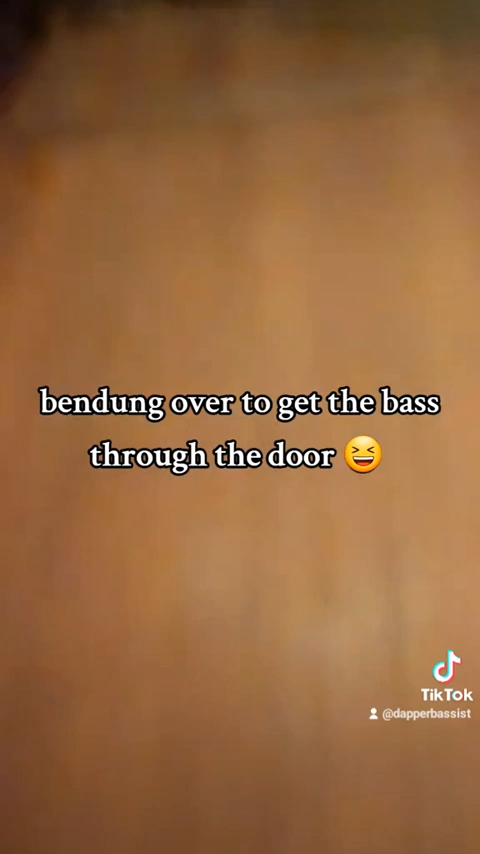 bendung over to get the bass
through the door 😆
TikTok
@dapperbassist